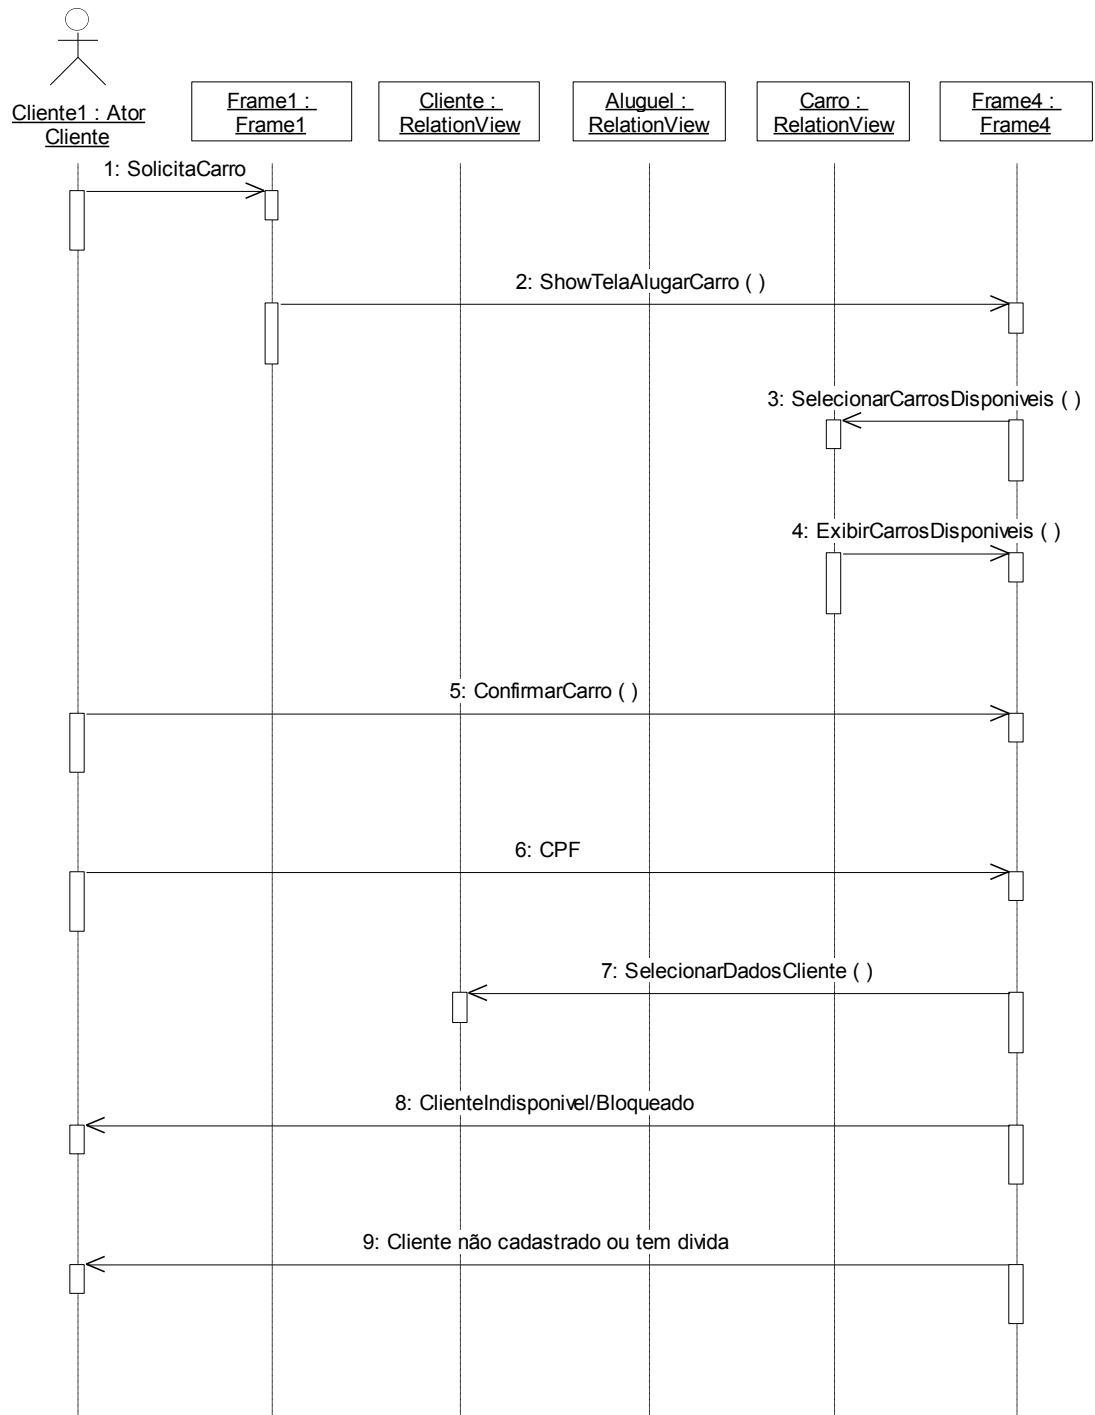 Cliente1 : Ator
Cliente
Frame1 :
Frame1
Cliente :
RelationView
Aluguel :
RelationView
Carro :
RelationView
Frame4 :
Frame4
1: SolicitaCarro
2: ShowTelaAlugarCarro ( )
3: SelecionarCarrosDisponiveis ( )
4: ExibirCarrosDisponiveis ( )
5: ConfirmarCarro ( )
6: CPF
7: SelecionarDadosCliente ( )
8: ClienteIndisponivel/Bloqueado
9: Cliente não cadastrado ou tem divida